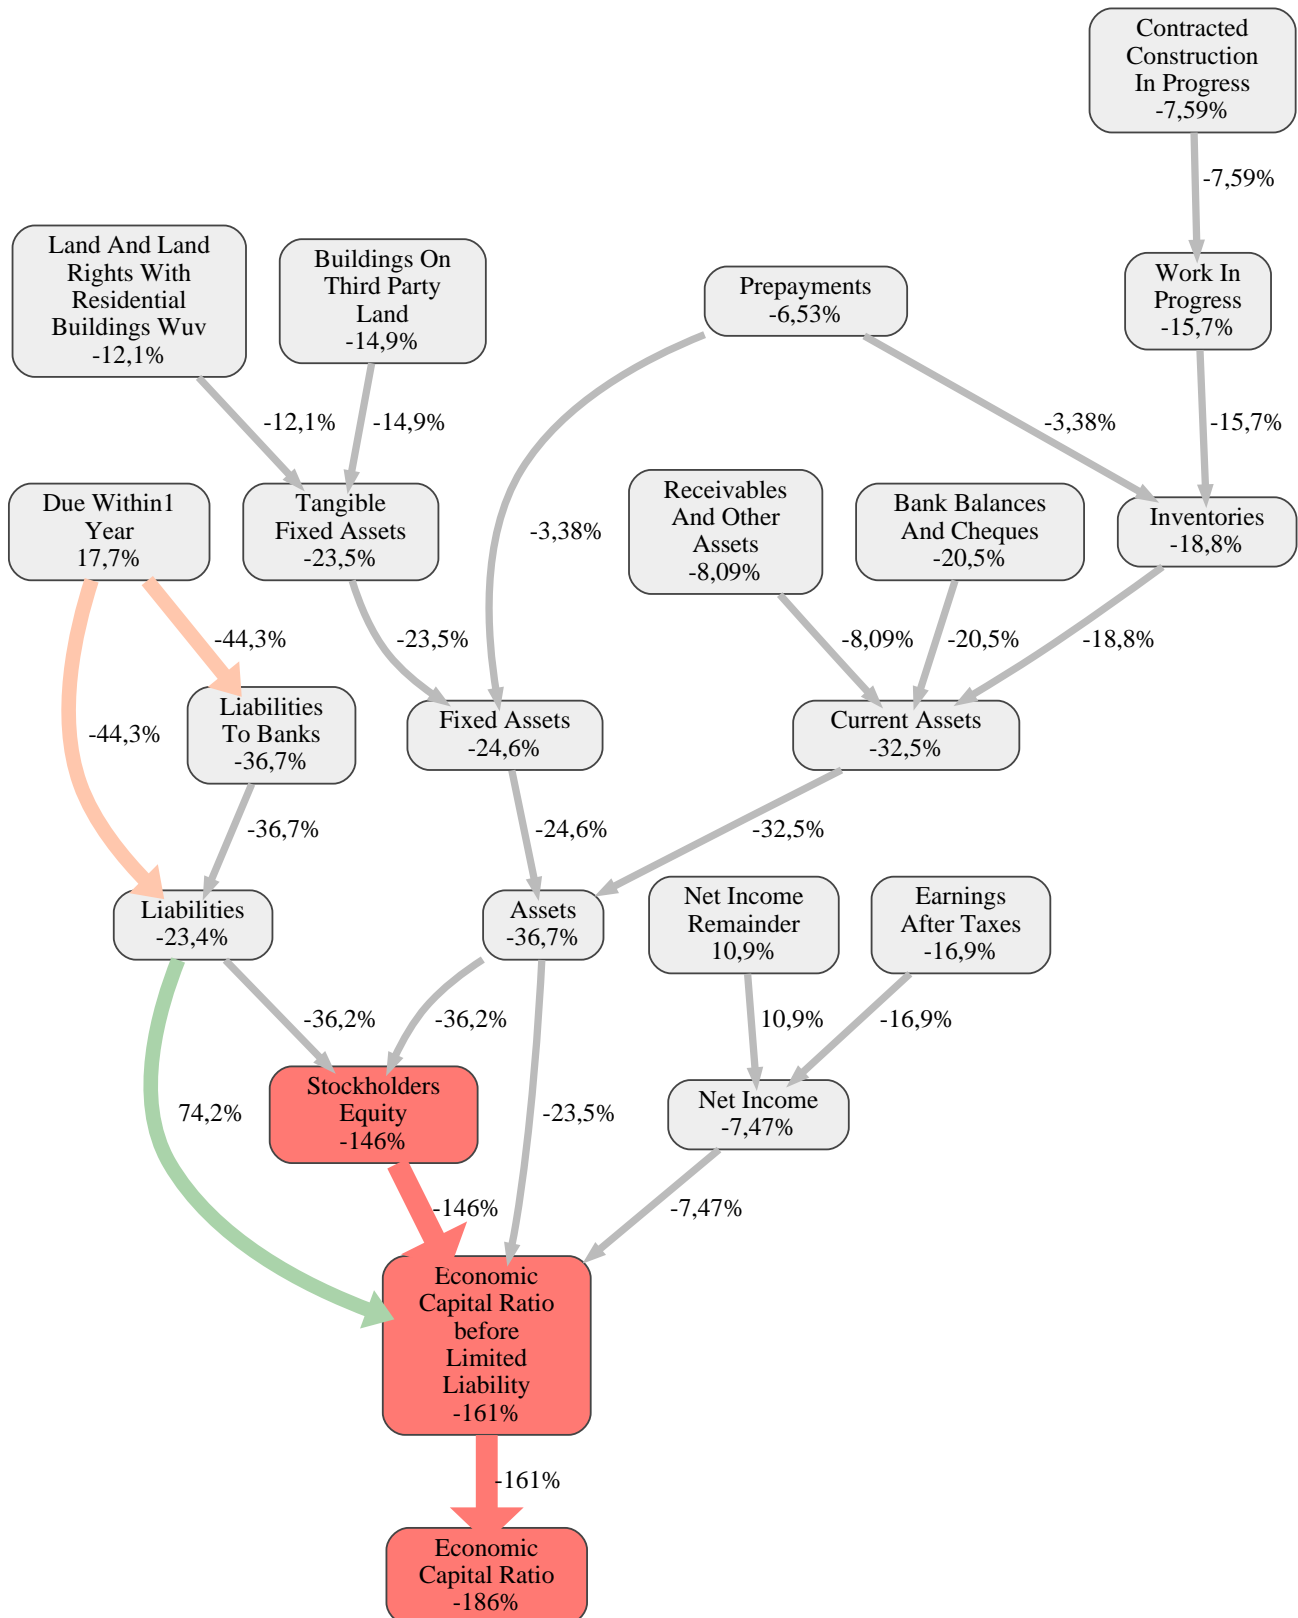 Contracted
Construction
In Progress
-7,59%
-7,59%
Land And Land
Rights With
Residential
Buildings Wuv
-12,1%
Buildings On
Third Party
Land
-14,9%
Prepayments
-6,53%
Work In
Progress
-15,7%
-12,1%
-14,9%
-3,38%
-15,7%
Due Within1
Year
17,7%
Tangible
Fixed Assets
-23,5%
-3,38%
Receivables
And Other
Assets
-8,09%
Bank Balances
And Cheques
-20,5%
Inventories
-18,8%
-44,3%
-23,5%
-8,09%
-20,5%
-18,8%
-44,3%
Liabilities
To Banks
-36,7%
Fixed Assets
-24,6%
Current Assets
-32,5%
-36,7%
-24,6%
-32,5%
Liabilities
-23,4%
Assets
-36,7%
Net Income
Remainder
10,9%
Earnings
After Taxes
-16,9%
-36,2%
-36,2%
10,9%
-16,9%
74,2%
Stockholders
Equity
-146%
-23,5%
Net Income
-7,47%
-146%
-7,47%
Economic
Capital Ratio
before
Limited
Liability
-161%
-161%
Economic
Capital Ratio
-186%